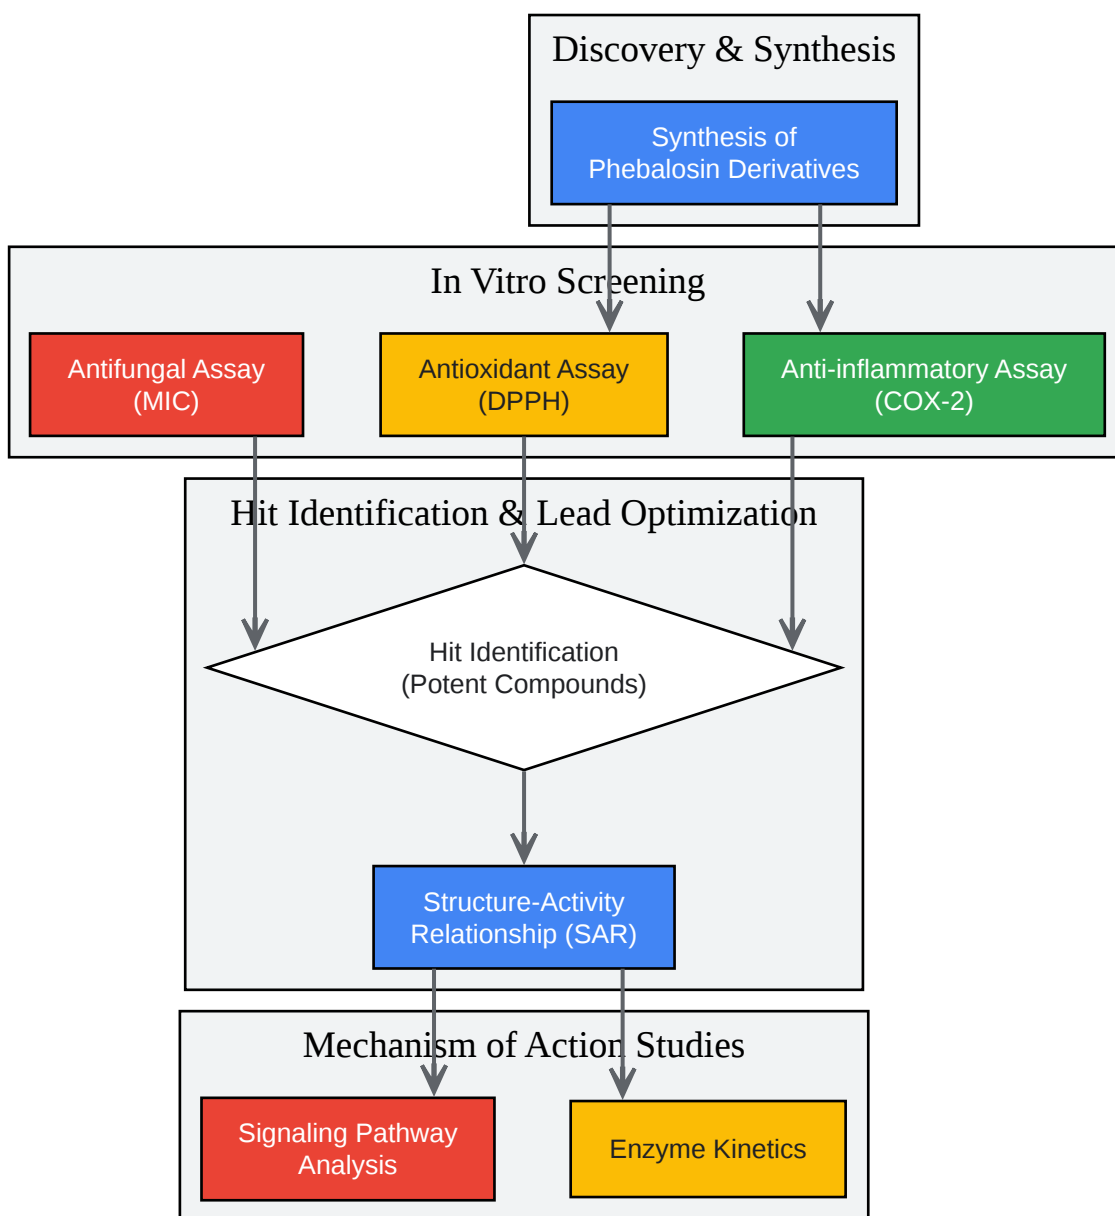 Discovery & Synthesis
Synthesis of
Phebalosin Derivatives
In Vitro Screening
Antifungal Assay
(MIC)
Antioxidant Assay
(DPPH)
Anti-inflammatory Assay
(COX-2)
Hit Identification & Lead Optimization
Hit Identification
(Potent Compounds)
Structure-Activity
Relationship (SAR)
Mechanism of Action Studies
Signaling Pathway
Analysis
Enzyme Kinetics